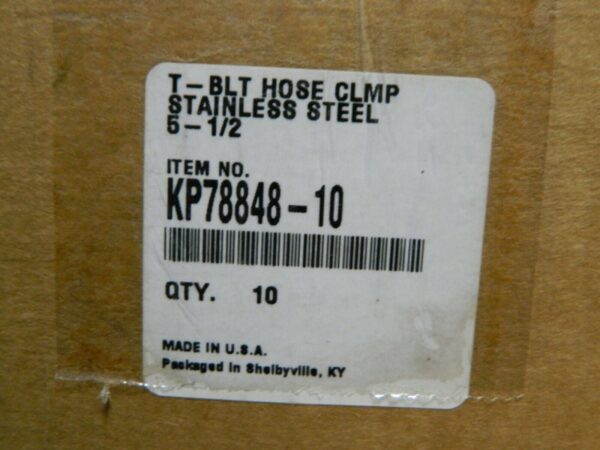 T-BLT HOSE CLMP
STAINLESS STEEL
5-1/2
ITEM NO.
KP78848-10
QTY. 10
MADE IN U.S.A.
Packaged in Shelbyville, KY